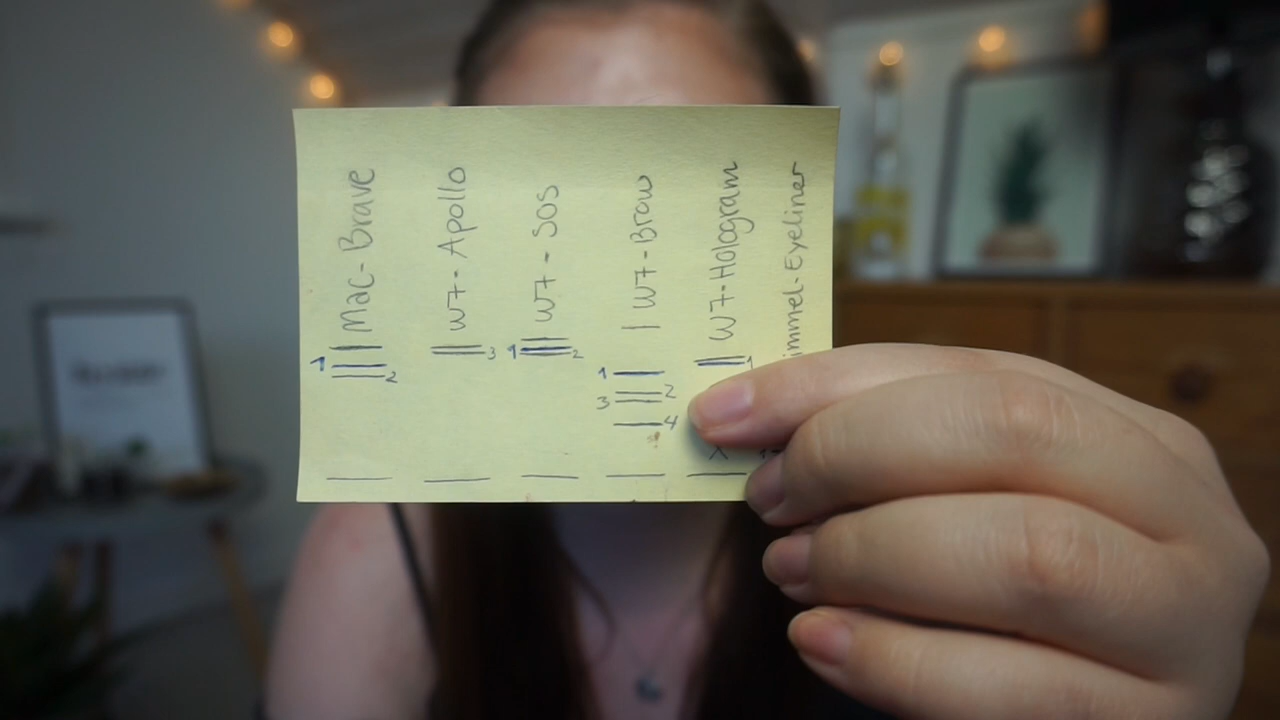 Mac-Brave
1
2
W7-Apollo
3
W7-SOS
1
2
W7-Brow
1
2
3
4
W7-Hologram
1
X
immel-Eyeliner